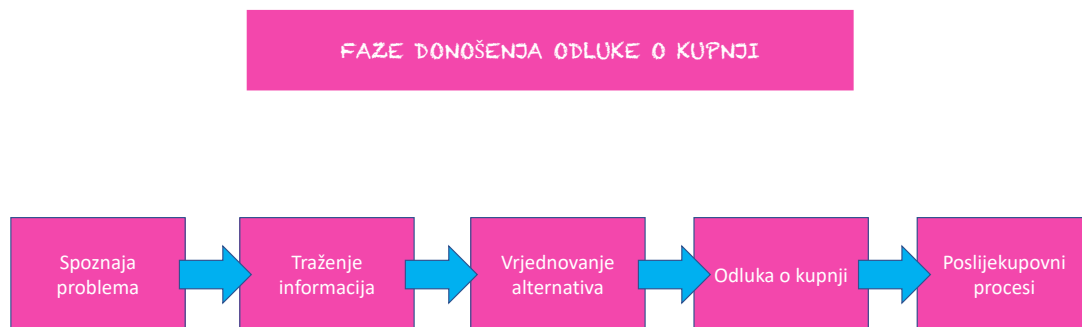 FAZE DONOŠENJA ODLUKE O KUPNJI
Spoznaja
problema
Traženje
informacija
Vrjednovanje
alternativa
Odluka o kupnji
Poslijekupovni
procesi